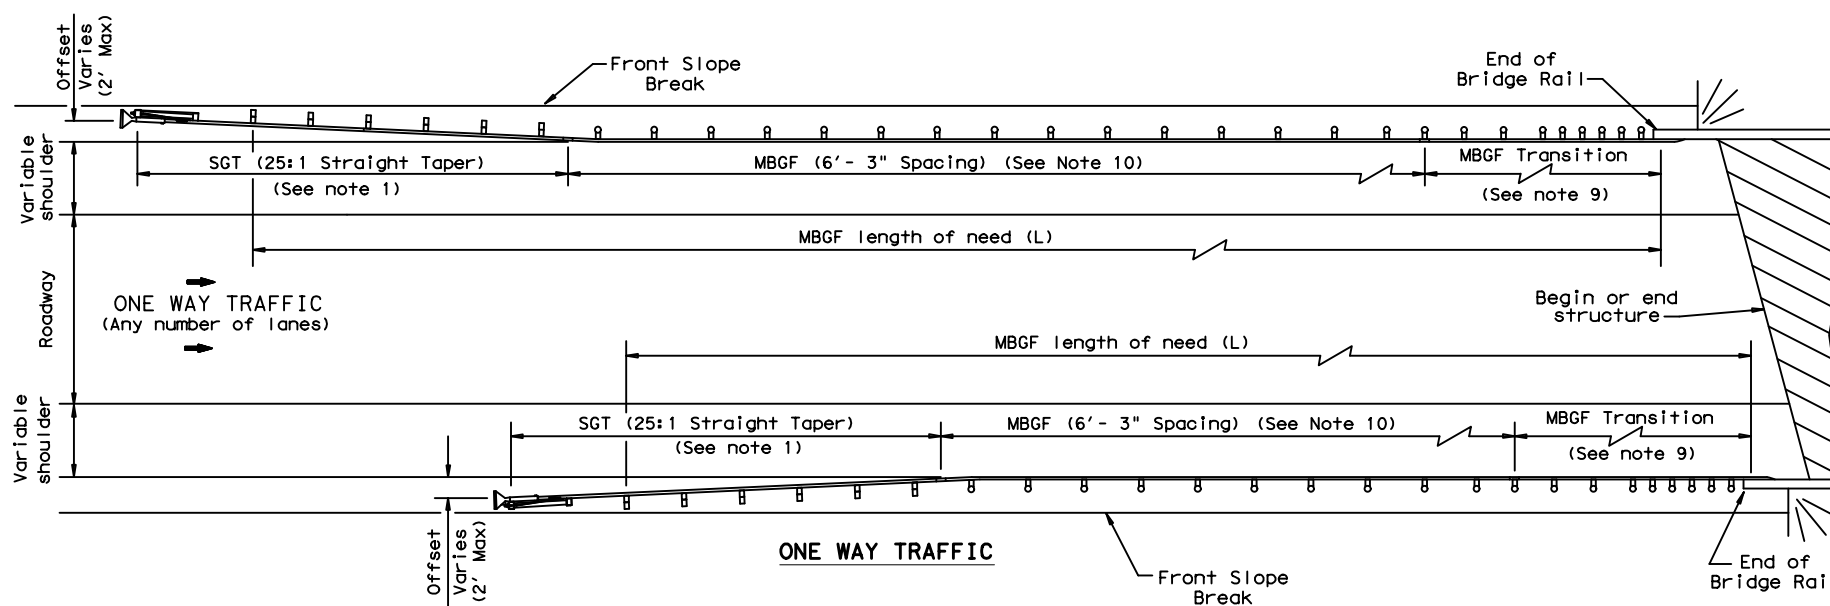 Offset
Varies
(2' Max)
Front Slope
Break
End of
Bridge Rail
Variable
shoulder
SGT (25:1 Straight Taper)
(See note 1)
MBGF (6'- 3" Spacing) (See Note 10)
MBGF Transition
(See note 9)
MBGF length of need (L)
Roadway
ONE WAY TRAFFIC
(Any number of lanes)
Begin or end
structure
MBGF length of need (L)
Variable
shoulder
SGT (25:1 Straight Taper)
(See note 1)
MBGF (6'- 3" Spacing) (See Note 10)
MBGF Transition
(See note 9)
Offset
Varies
(2' Max)
ONE WAY TRAFFIC
Front Slope
Break
End of
Bridge Rai